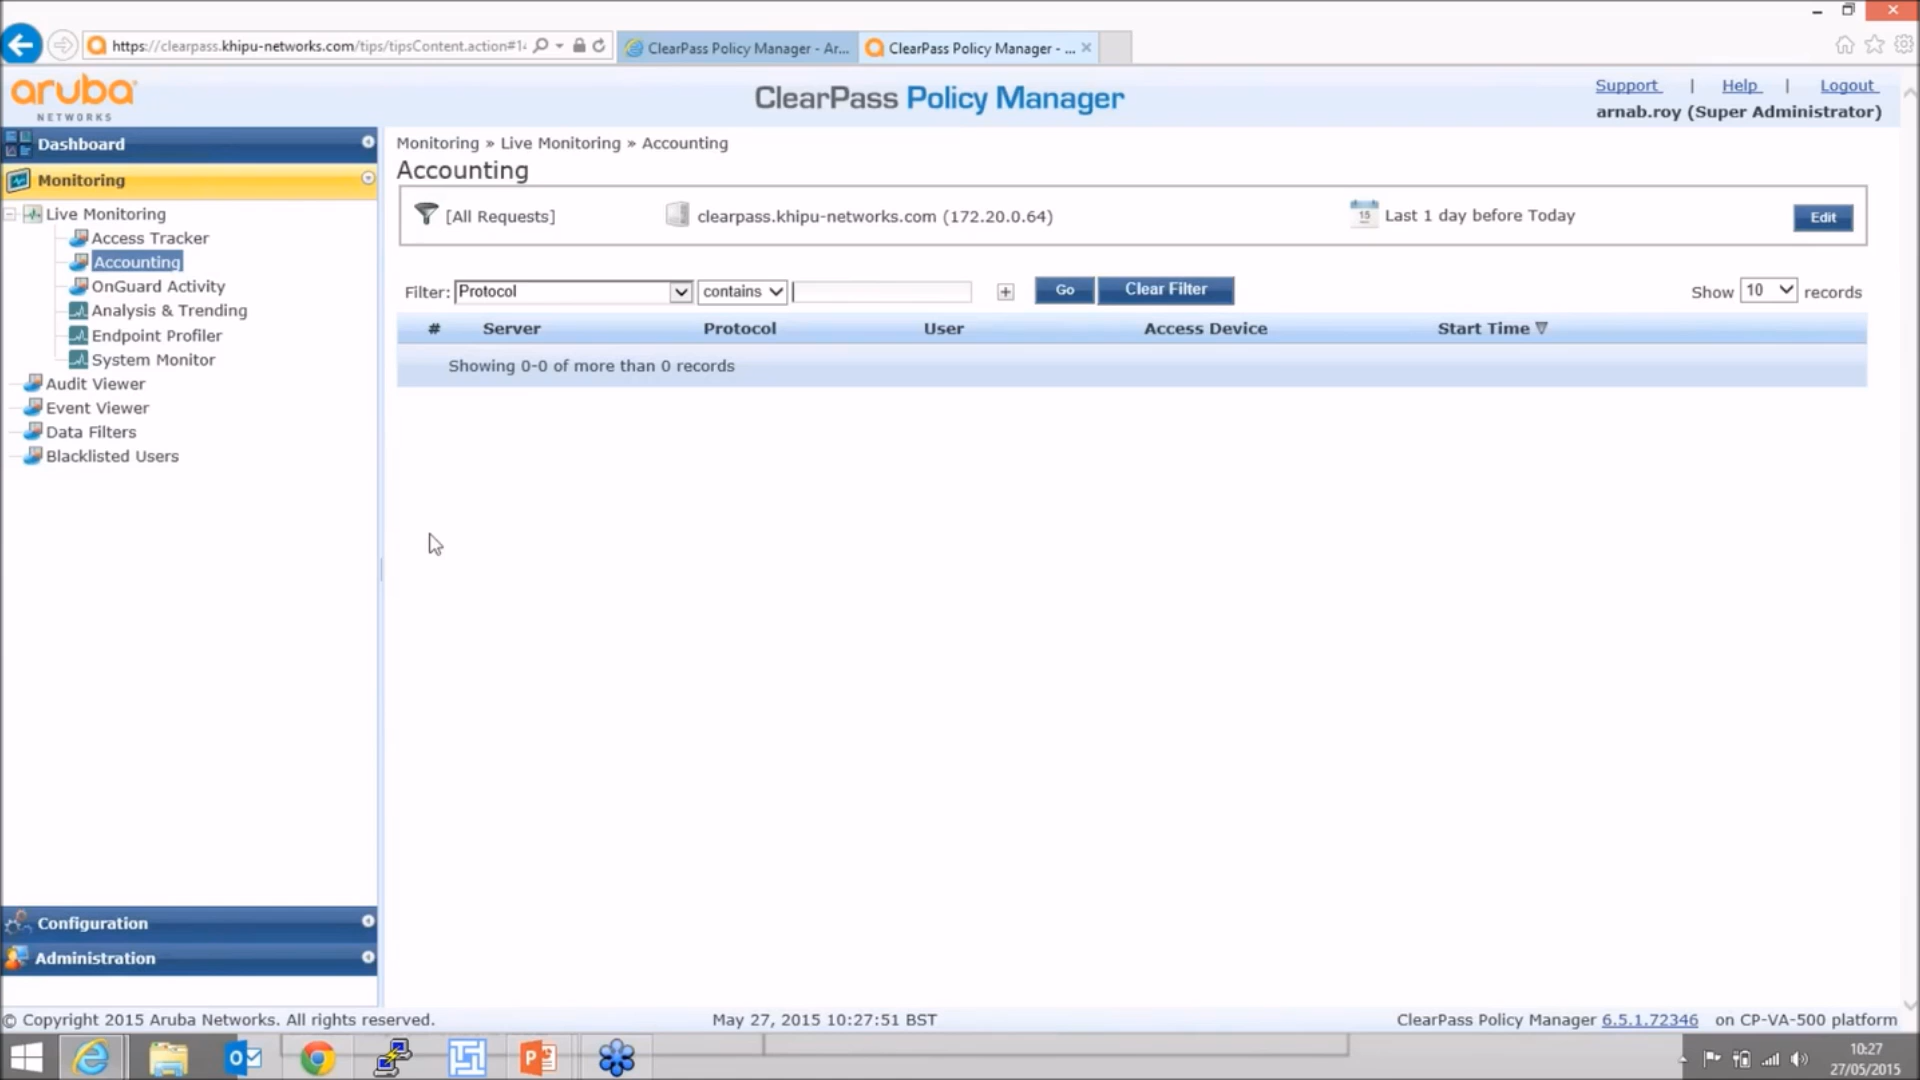 https://clearpass.khipu-networks.com/tips/tipsContent.action#1
ClearPass Policy Manager - Ar...
ClearPass Policy Manager - ...
aruba
NETWORKS
ClearPass Policy Manager
Support | Help | Logout
arnab.roy (Super Administrator)
Dashboard
Monitoring
Live Monitoring
Access Tracker
Accounting
OnGuard Activity
Analysis & Trending
Endpoint Profiler
System Monitor
Audit Viewer
Event Viewer
Data Filters
Blacklisted Users
Configuration
Administration
Monitoring » Live Monitoring » Accounting
Accounting
[All Requests]
clearpass.khipu-networks.com (172.20.0.64)
15
Last 1 day before Today
Edit
Filter: Protocol contains Go Clear Filter Show 10 records
# Server Protocol User Access Device Start Time
Showing 0-0 of more than 0 records
© Copyright 2015 Aruba Networks. All rights reserved.
May 27, 2015 10:27:51 BST
ClearPass Policy Manager 6.5.1.72346 on CP-VA-500 platform
10:27
27/05/2015